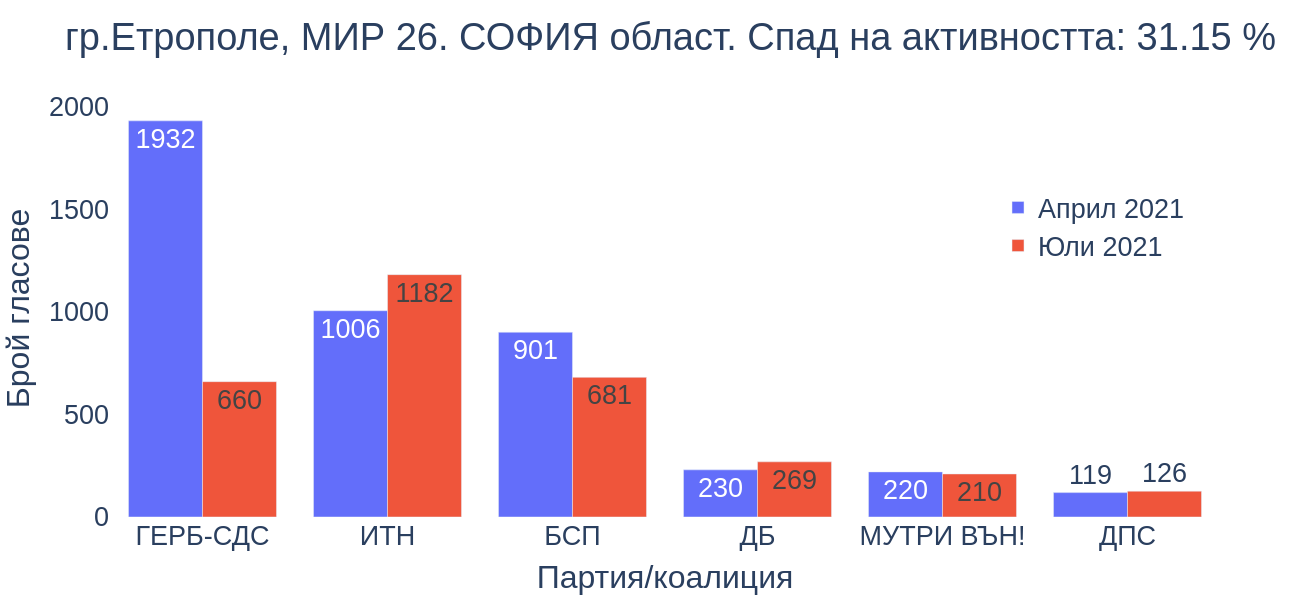 гр.Етрополе, МИР 26. СОФИЯ област. Спад на активността: 31.15 %
Брой гласове
2000
1500
1000
500
0
1932
660
1006
1182
901
681
230
269
220
210
119
126
Април 2021
Юли 2021
ГЕРБ-СДС
ИТН
БСП
ДБ
МУТРИ ВЪН!
ДПС
Партия/коалиция